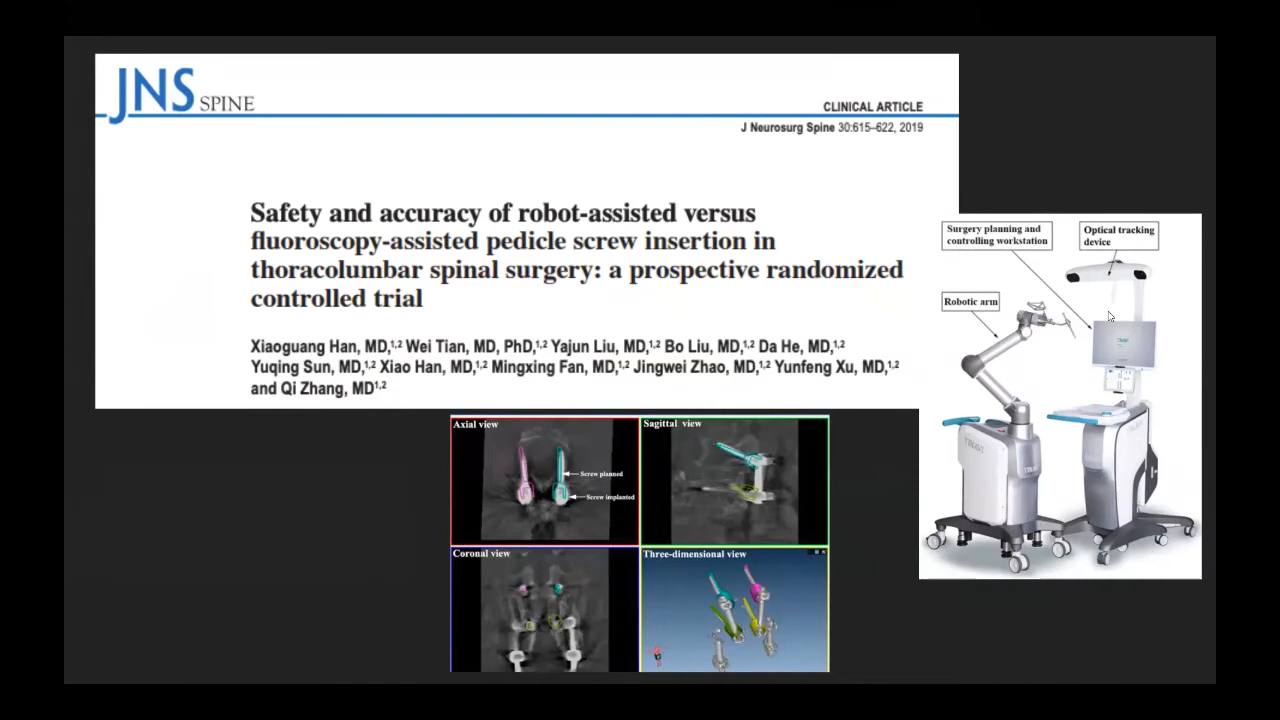 JNS SPINE
CLINICAL ARTICLE
J Neurosurg Spine 30:615–622, 2019
Safety and accuracy of robot-assisted versus
fluoroscopy-assisted pedicle screw insertion in
thoracolumbar spinal surgery: a prospective randomized
controlled trial
Xiaoguang Han, MD,1,2 Wei Tian, MD, PhD,1,2 Yajun Liu, MD,1,2 Bo Liu, MD,1,2 Da He, MD,1,2
Yuqing Sun, MD,1,2 Xiao Han, MD,1,2 Mingxing Fan, MD,1,2 Jingwei Zhao, MD,1,2 Yunfeng Xu, MD,1,2
and Qi Zhang, MD1,2
Surgery planning and
controlling workstation
Optical tracking
device
Robotic arm
TINAVI
TINAVI
Axial view
Screw planned
Screw implanted
Sagittal view
Coronal view
Three-dimensional view